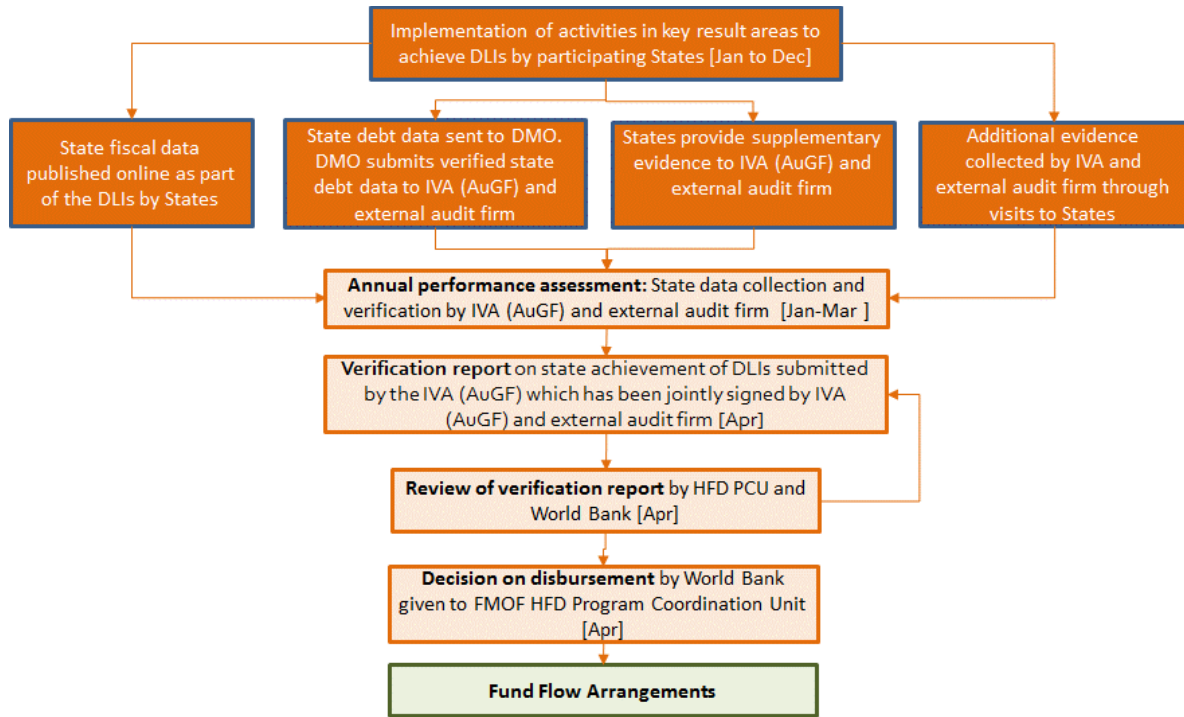 Implementation of activities in key result areas to
achieve DLIs by participating States [Jan to Dec]
State fiscal data
published online as part
of the DLIs by States
State debt data sent to DMO.
DMO submits verified state
debt data to IVA (AuGF) and
external audit firm
States provide supplementary
evidence to IVA (AuGF) and
external audit firm
Additional evidence
collected by IVA and
external audit firm through
visits to States
Annual performance assessment: State data collection and
verification by IVA (AuGF) and external audit firm [Jan-Mar ]
Verification report on state achievement of DLIs submitted
by the IVA (AuGF) which has been jointly signed by IVA
(AuGF) and external audit firm [Apr]
Review of verification report by HFD PCU and
World Bank [Apr]
Decision on disbursement by World Bank
given to FMOF HFD Program Coordination Unit
[Apr]
Fund Flow Arrangements